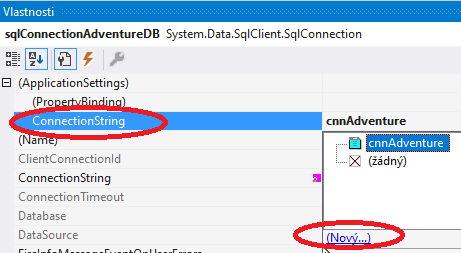 Vlastnosti
sqlConnectionAdventureDB System.Data.SqlClient.SqlConnection
(ApplicationSettings)
(PropertyBinding)
ConnectionString cnnAdventure
(Name) cnnAdventure
ClientConnectionId (žádný)
ConnectionString
ConnectionTimeout
Database
DataSource (Nový...)
FireInfoMessageEventOnUserErrors